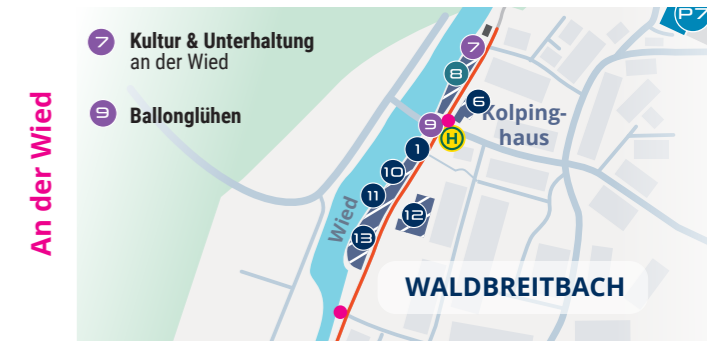 An der Wied
7 Kultur & Unterhaltung
an der Wied
9 Ballonglühen
P7
7
8
6
Kolping-
haus
9
H
1
10
11
12
Wied
13
WALDBREITBACH